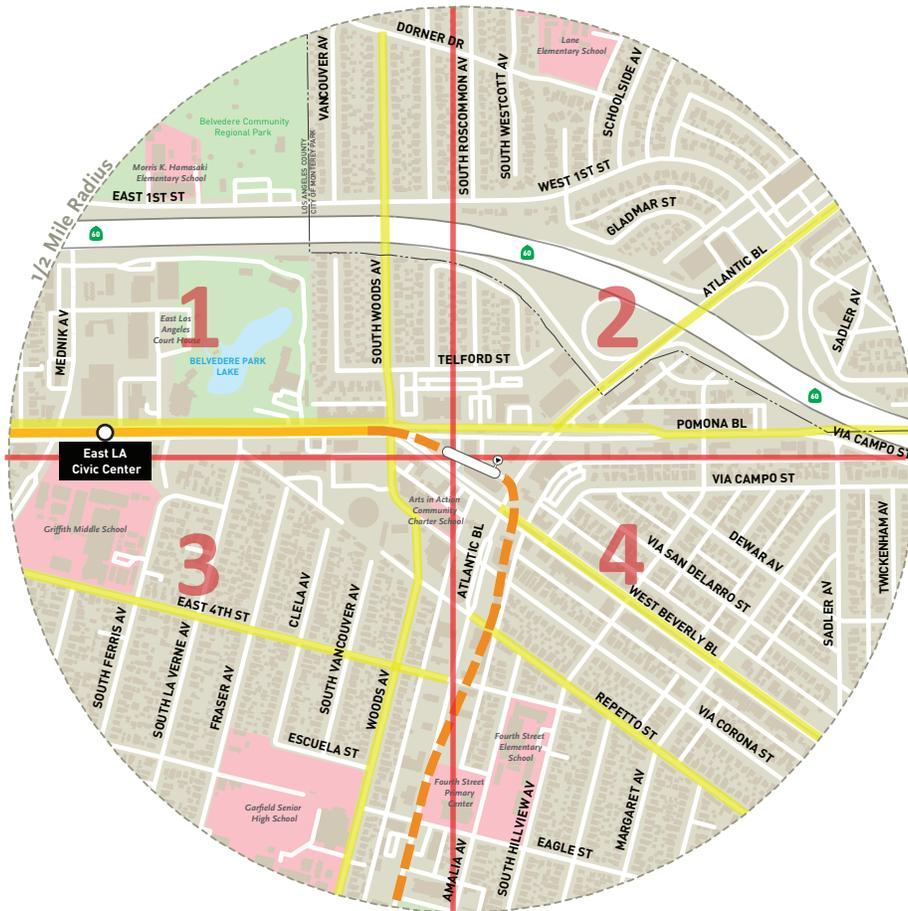 DORNER DR
Lane
Elementary School
VANCOUVER AV
SOUTH ROSCOMMON AV
SOUTH WESTCOTT AV
SCHOOLSIDE AV
Belvedere Community
Regional Park
LOS ANGELES COUNTY
CITY OF MONTEREY PARK
Morris K. Hamasaki
Elementary School
1/2 Mile Radius
EAST 1ST ST
WEST 1ST ST
GLADMAR ST
60
60
ATLANTIC BL
1
2
East Los
Angeles
Court House
MEDNIK AV
SOUTH WOODS AV
SADLER AV
BELVEDERE PARK
LAKE
TELFORD ST
60
POMONA BL
VIA CAMPO ST
East LA
Civic Center
VIA CAMPO ST
Arts in Action
Community
Charter School
Griffith Middle School
3
4
ATLANTIC BL
DEWAR AV
VIA SAN DELARRO ST
TWICKENHAM AV
WEST BEVERLY BL
SADLER AV
EAST 4TH ST
CLELA AV
SOUTH VANCOUVER AV
SOUTH FERRIS AV
SOUTH LA VERNE AV
FRASER AV
WOODS AV
REPETTO ST
VIA CORONA ST
ESCUELA ST
Fourth Street
Elementary
School
Fourth Street
Primary
Center
Garfield Senior
High School
MARGARET AV
SOUTH HILLVIEW AV
EAGLE ST
AMALIA AV